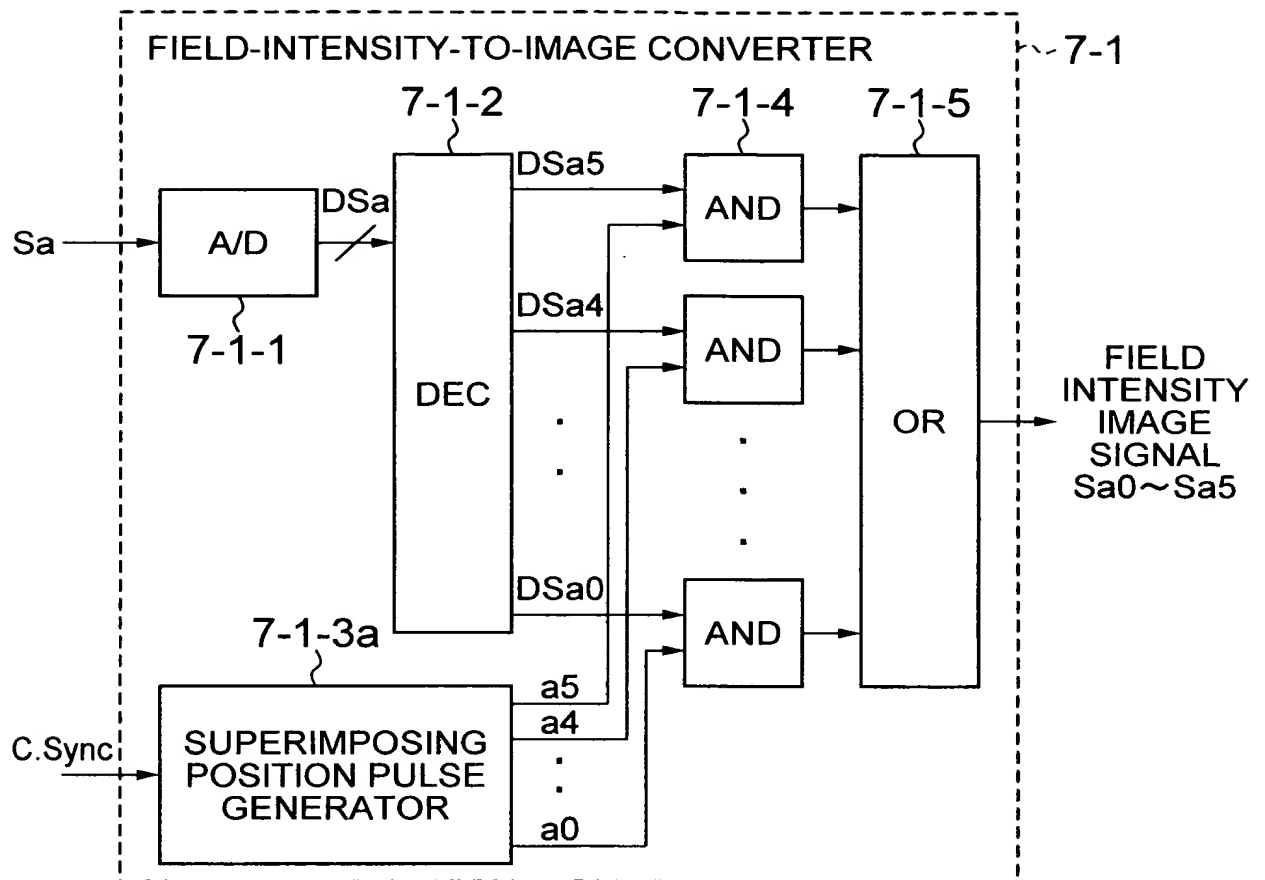 FIELD-INTENSITY-TO-IMAGE CONVERTER
7-1
7-1-2
7-1-4
7-1-5
DSa5
DSa
AND
Sa
A/D
DSa4
7-1-1
AND
DEC
OR
FIELD
INTENSITY
IMAGE
SIGNAL
Sa0~Sa5
DSa0
AND
7-1-3a
a5
a4
C.Sync
SUPERIMPOSING
POSITION PULSE
GENERATOR
a0